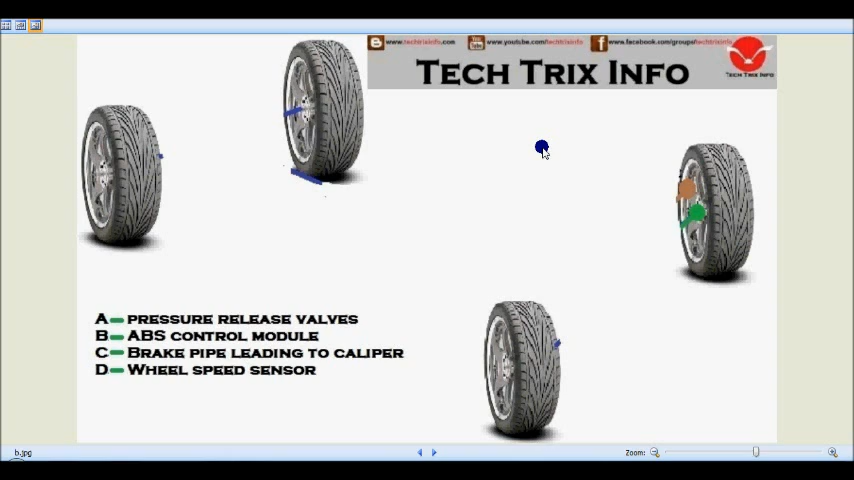 www.techtrixinfo.com www.youtube.com/techtrixinfo www.facebook.com/groups/techtrixinfo
TECH TRIX INFO
TECH TRIX INFO
A- PRESSURE RELEASE VALVES
B- ABS CONTROL MODULE
C- BRAKE PIPE LEADING TO CALIPER
D- WHEEL SPEED SENSOR
b.jpg Zoom: